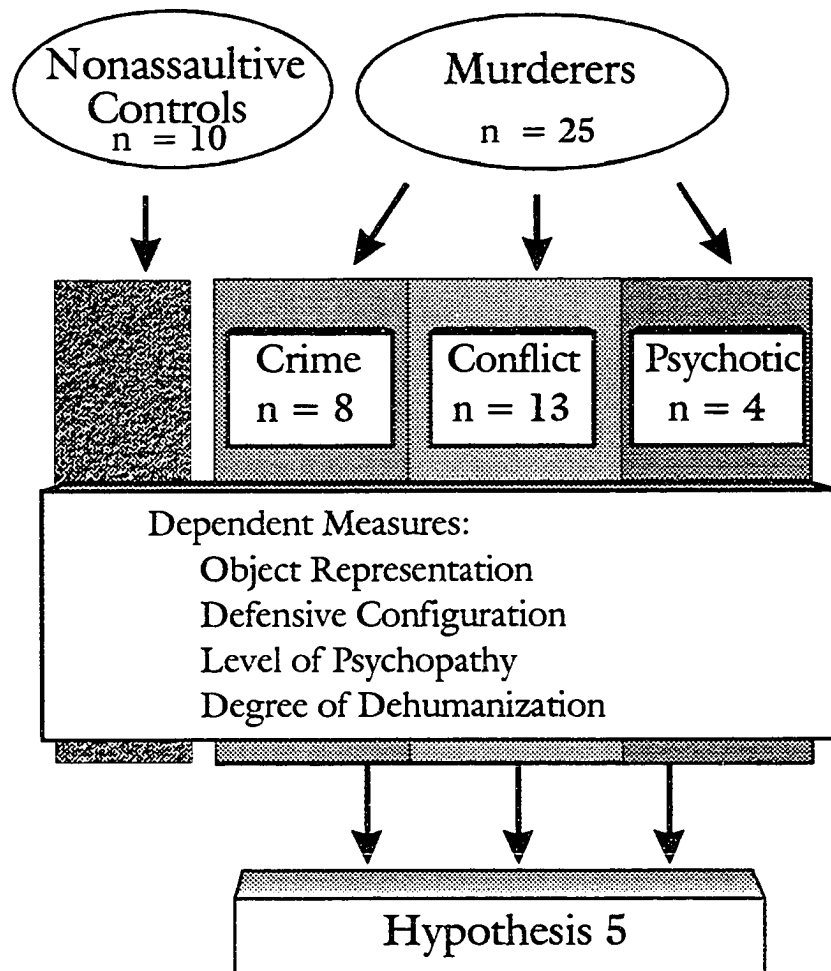 Nonassaultive
Controls
n = 10
Murderers
n = 25
Crime
n = 8
Conflict
n = 13
Psychotic
n = 4
Dependent Measures:
Object Representation
Defensive Configuration
Level of Psychopathy
Degree of Dehumanization
Hypothesis 5